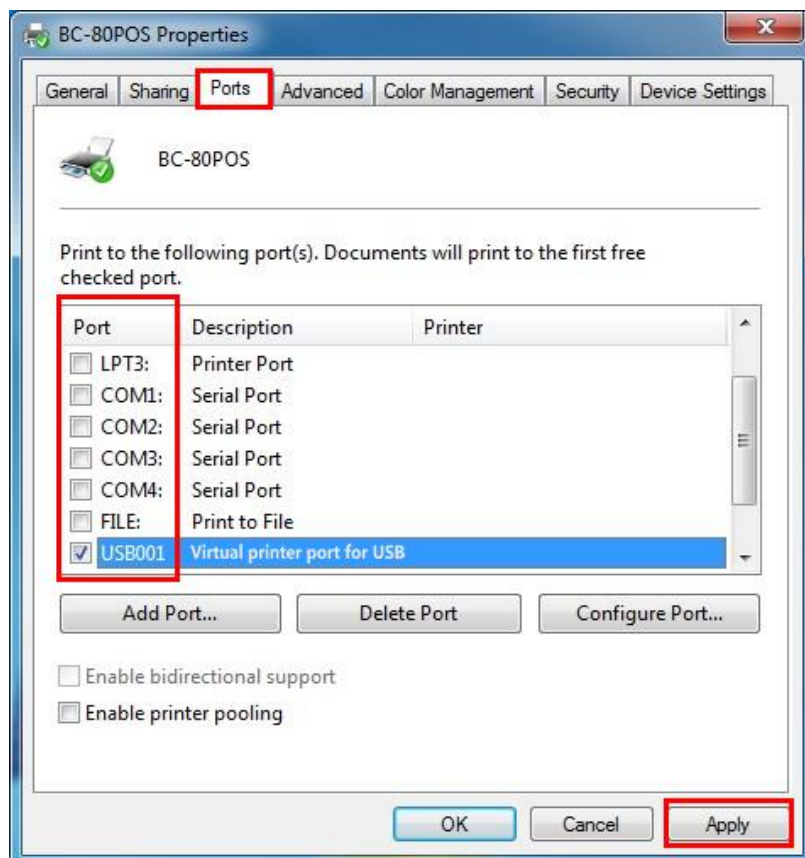 BC-80POS Properties
General Sharing Ports Advanced Color Management Security Device Settings
BC-80POS
Print to the following port(s). Documents will print to the first free
checked port.
Port Description Printer
LPT3: Printer Port
COM1: Serial Port
COM2: Serial Port
COM3: Serial Port
COM4: Serial Port
FILE: Print to File
USB001 Virtual printer port for USB
Add Port... Delete Port Configure Port...
Enable bidirectional support
Enable printer pooling
OK Cancel Apply